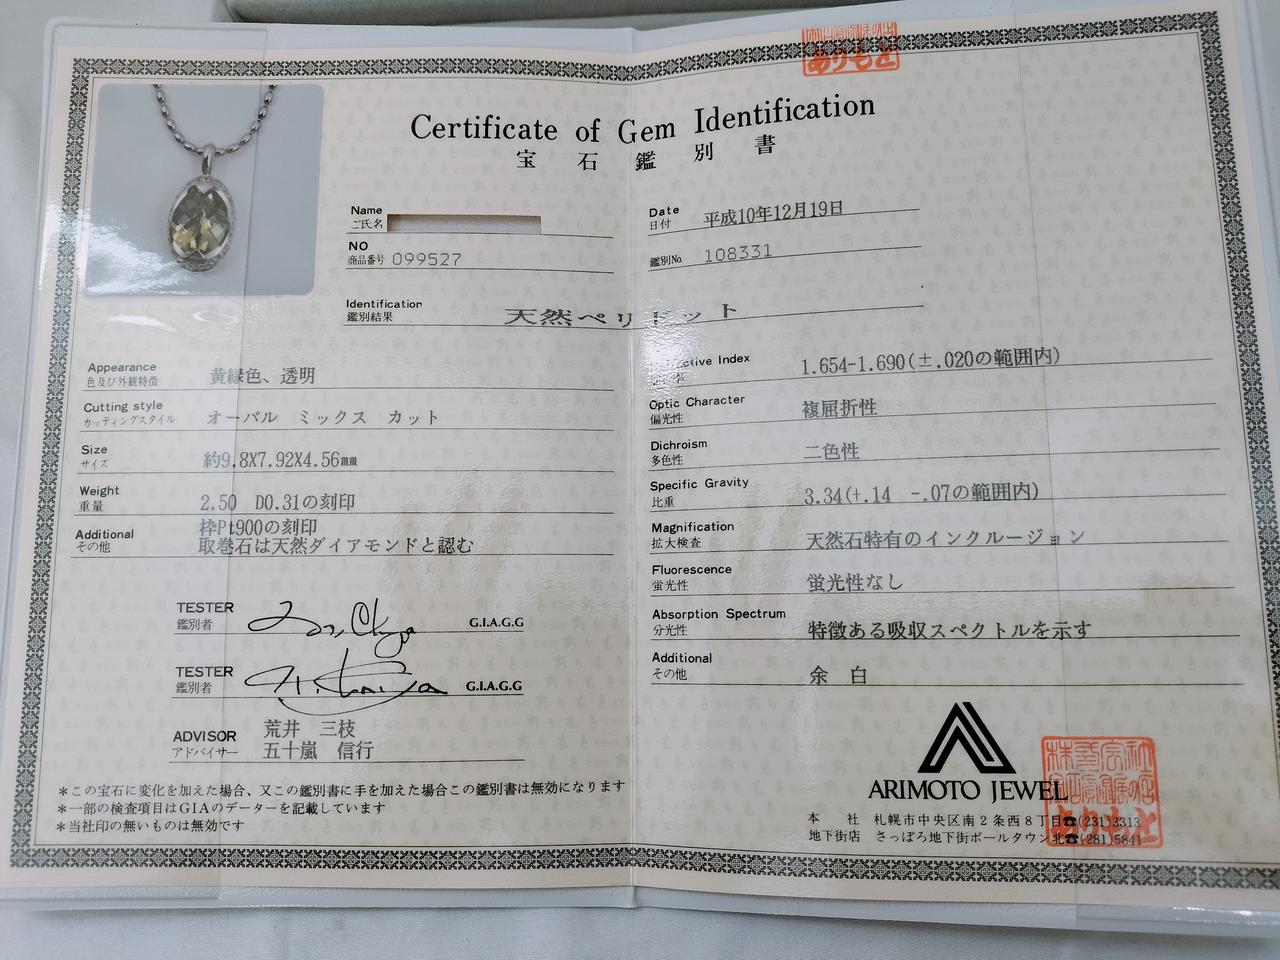 Certificate of Gem Identification
宝石鑑別書
Name
ご氏名
NO
商品番号 099527
Date
日付 平成10年12月19日
鑑別No. 108331
Identification
鑑別結果 天然ペリドット
Appearance
色及び外観特徴 黄緑色、透明
Cutting style
カッティングスタイル オーバル ミックス カット
Size
サイズ 約9.8X7.92X4.56㎜
Weight
重量 2.50 D0.31の刻印
Additional
その他 枠Pt900の刻印
取巻石は天然ダイアモンドと認む
TESTER
鑑別者 G.I.A.G.G
TESTER
鑑別者 G.I.A.G.G
ADVISOR
アドバイザー
荒井 三枝
五十嵐 信行
*この宝石に変化を加えた場合、又この鑑別書に手を加えた場合この鑑別書は無効になります
*一部の検査項目はGIAのデーターを記載しています
*当社印の無いものは無効です
ctive Index
1.654-1.690(±.020の範囲内)
Optic Character
偏光性 複屈折性
Dichroism
多色性 二色性
Specific Gravity
比重 3.34(+.14 -.07の範囲内)
Magnification
拡大検査 天然石特有のインクルージョン
Fluorescence
蛍光性 蛍光性なし
Absorption Spectrum
分光性 特徴ある吸収スペクトルを示す
Additional
その他 余白
ARIMOTO JEWEL
本社 札幌市中央区南2条西8丁目☎(231)3313
地下街店 さっぽろ地下街ポールタウン北☎(281)5841
ありもと